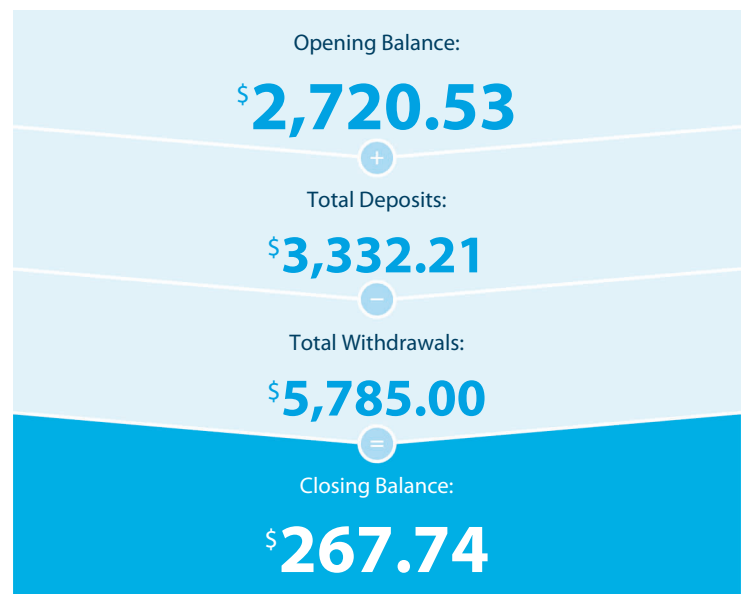 Opening Balance:
$2,720.53
+
Total Deposits:
$3,332.21
−
Total Withdrawals:
$5,785.00
=
Closing Balance:
$267.74